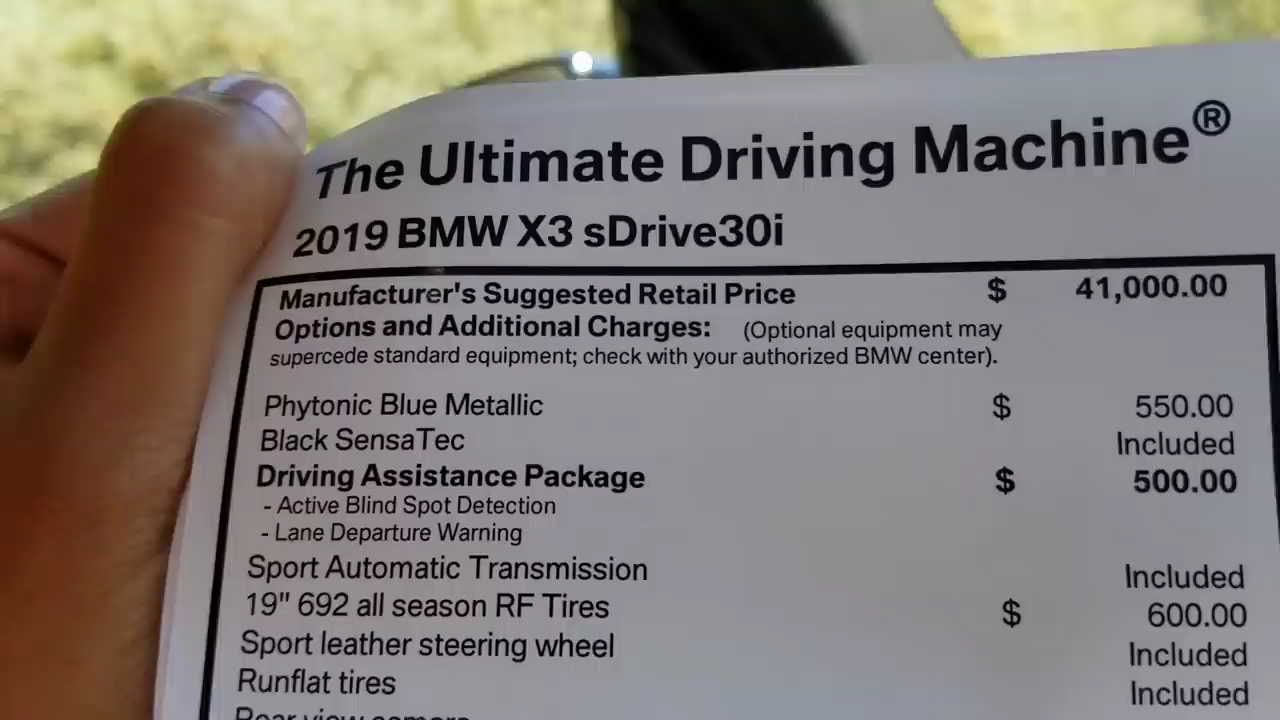 The Ultimate Driving Machine®
2019 BMW X3 sDrive30i
Manufacturer's Suggested Retail Price $ 41,000.00
Options and Additional Charges: (Optional equipment may
supercede standard equipment; check with your authorized BMW center).
Phytonic Blue Metallic $ 550.00
Black SensaTec Included
Driving Assistance Package $ 500.00
- Active Blind Spot Detection
- Lane Departure Warning
Sport Automatic Transmission Included
19" 692 all season RF Tires $ 600.00
Sport leather steering wheel Included
Runflat tires Included
Rear view camera